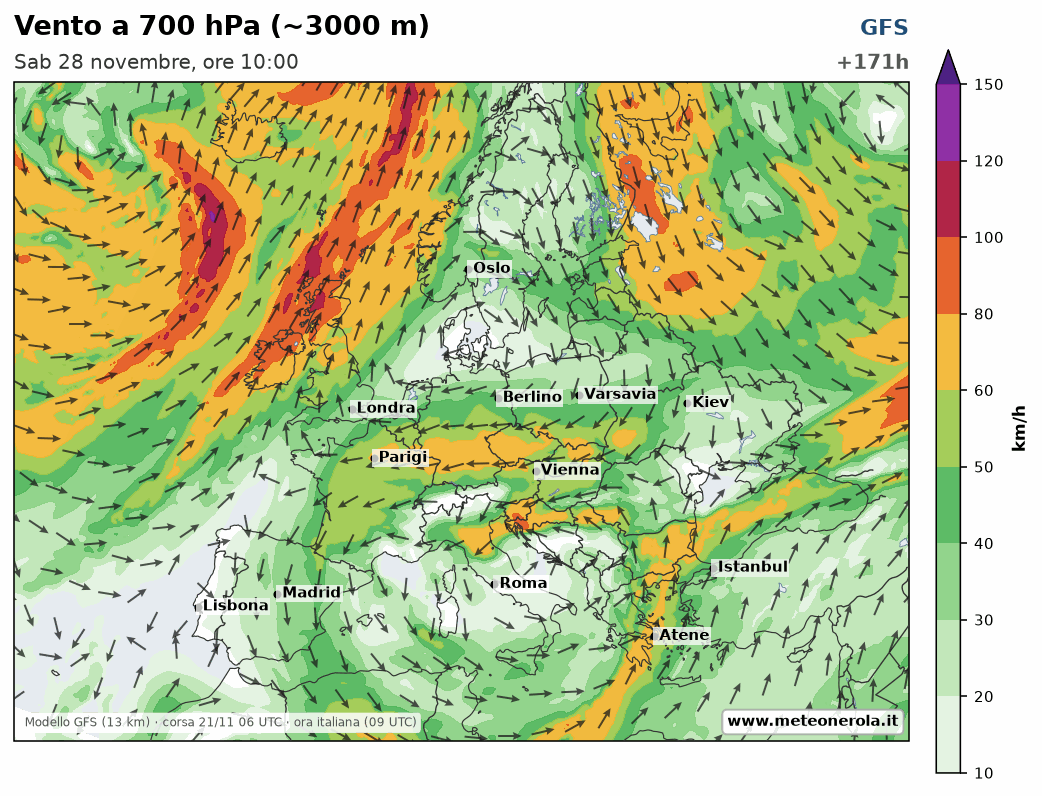 Vento a 700 hPa (~3000 m)
GFS
Sab 28 novembre, ore 10:00
+171h
150
120
100
80
60
50
40
30
20
10
km/h
Oslo
Londra
Berlino
Varsavia
Kiev
Parigi
Vienna
Istanbul
Roma
Madrid
Lisbona
Atene
Modello GFS (13 km) · corsa 21/11 06 UTC · ora italiana (09 UTC)
www.meteonerola.it